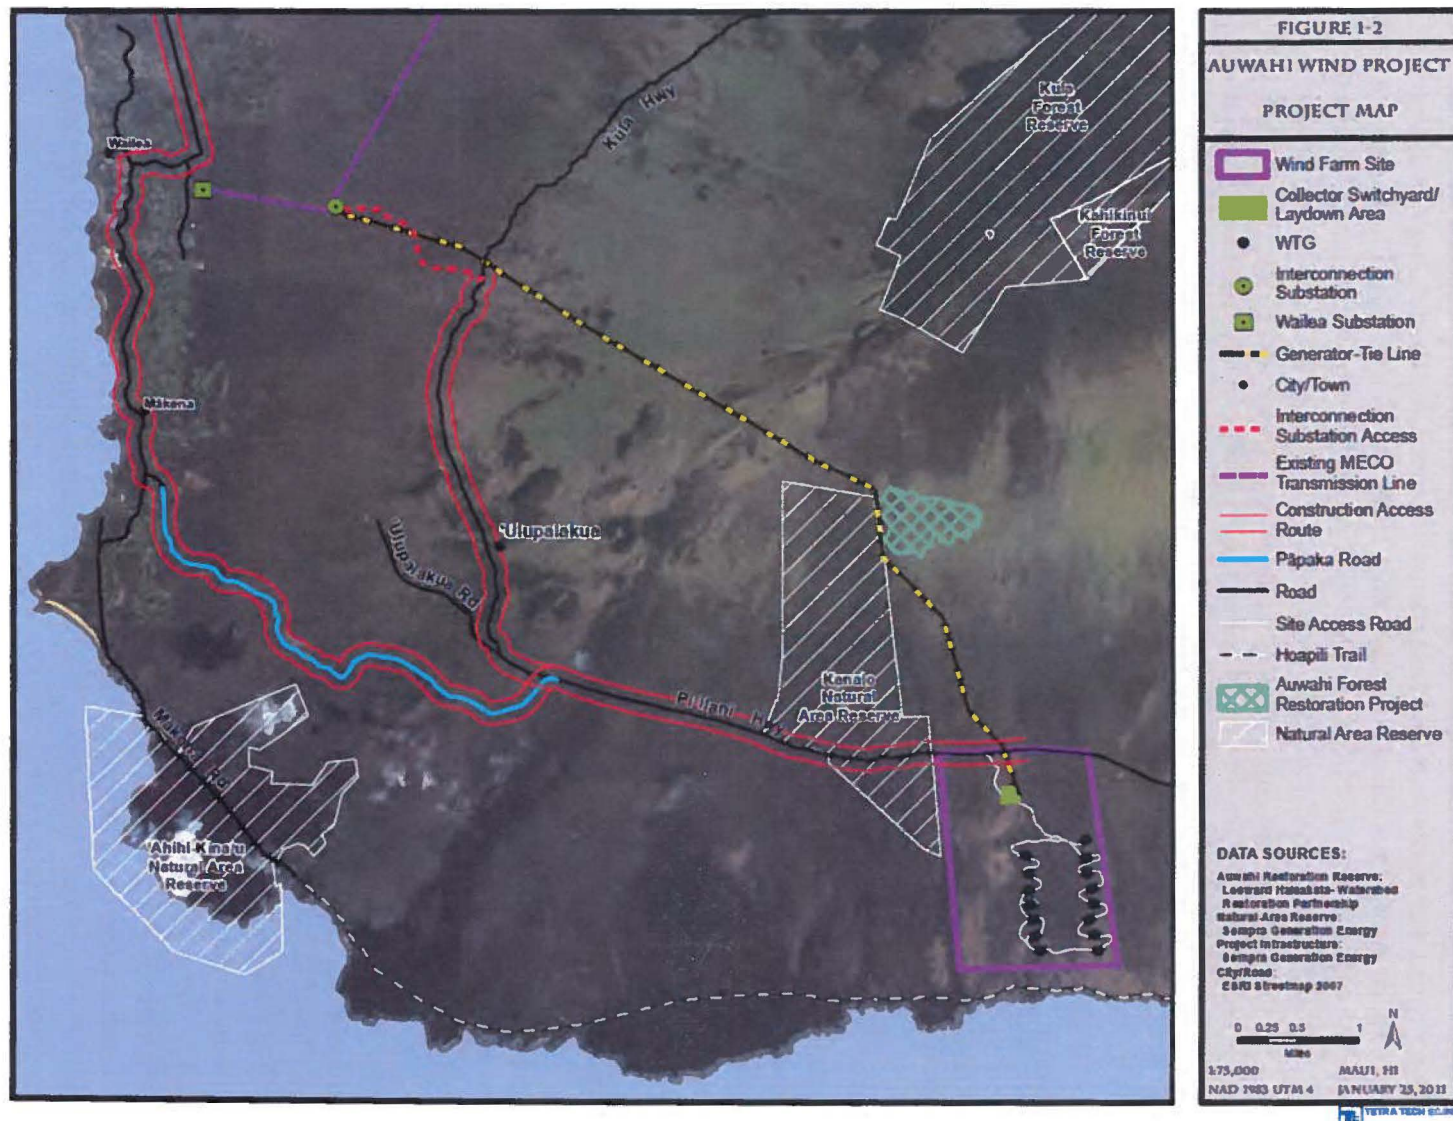 Wailea
Kula Hwy
Kula
Forest
Reserve
Kahikinui
Forest
Reserve
Mākena
'Ulupalakua
'Ulupalakua Rd
Kanaio
Natural
Area Reserve
Pi'ilani Hwy
Makena Rd
'Ahihi-Kina'u
Natural Area
Reserve
FIGURE 1-2
AUWAHI WIND PROJECT
PROJECT MAP
Wind Farm Site
Collector Switchyard/
Laydown Area
WTG
Interconnection
Substation
Wailea Substation
Generator-Tie Line
City/Town
Interconnection
Substation Access
Existing MECO
Transmission Line
Construction Access
Route
Pāpaka Road
Road
Site Access Road
Hoapili Trail
Auwahi Forest
Restoration Project
Natural Area Reserve
DATA SOURCES:
Auwahi Restoration Reserve:
Leeward Haleakala Watershed
Restoration Partnership
Natural Area Reserve:
Sempra Generation Energy
Project Infrastructure:
Sempra Generation Energy
City/Road:
ESRI Streetmap 2007
0 0.25 0.5 1
Miles
N
1:75,000 MAUI, HI
NAD 1983 UTM 4 JANUARY 25, 2011
TETRA TECH EC, INC